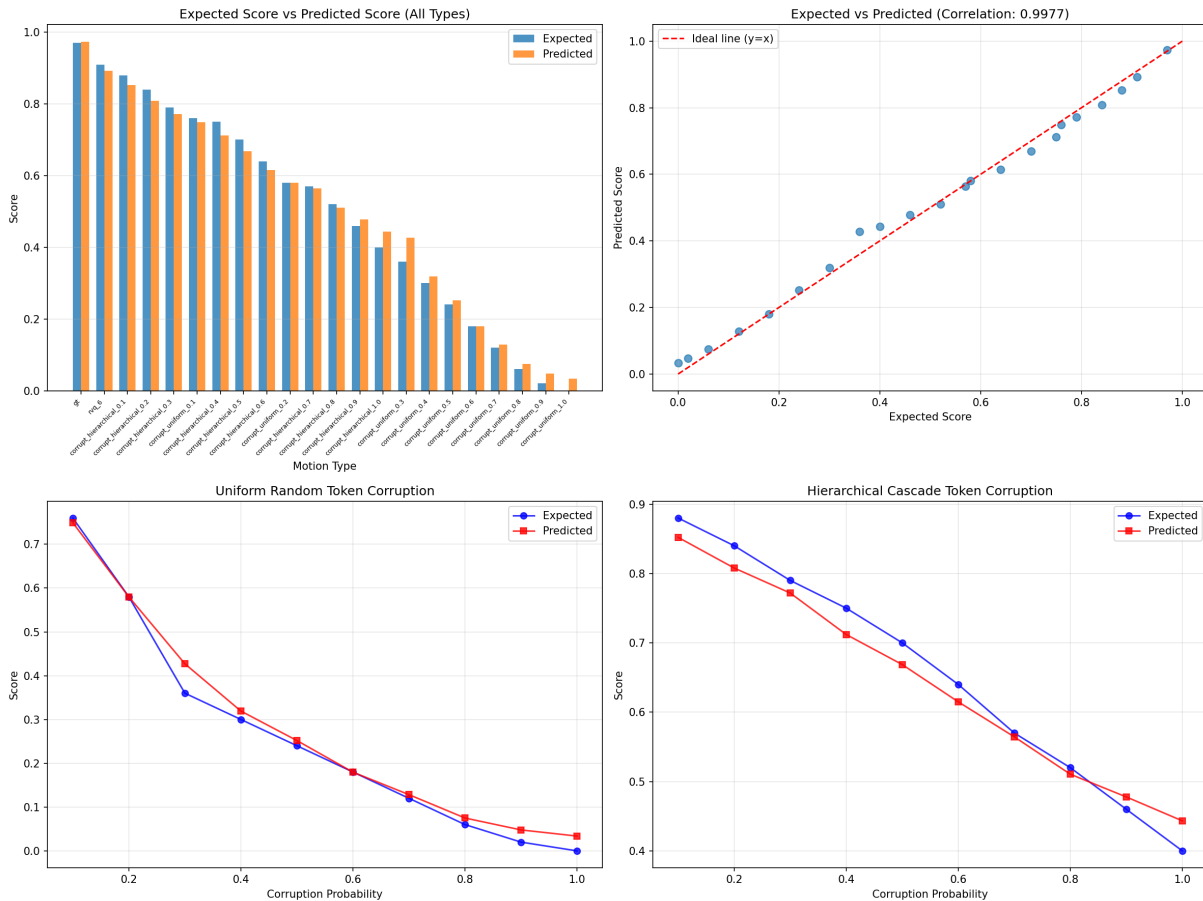 Expected Score vs Predicted Score (All Types)
Expected
Predicted
Score
1.0
0.8
0.6
0.4
0.2
0.0
gt
rvq_6
corrupt_hierarchical_0.1
corrupt_hierarchical_0.2
corrupt_hierarchical_0.3
corrupt_uniform_0.1
corrupt_hierarchical_0.4
corrupt_hierarchical_0.5
corrupt_hierarchical_0.6
corrupt_uniform_0.2
corrupt_hierarchical_0.7
corrupt_hierarchical_0.8
corrupt_hierarchical_0.9
corrupt_hierarchical_1.0
corrupt_uniform_0.3
corrupt_uniform_0.4
corrupt_uniform_0.5
corrupt_uniform_0.6
corrupt_uniform_0.7
corrupt_uniform_0.8
corrupt_uniform_0.9
corrupt_uniform_1.0
Motion Type
Expected vs Predicted (Correlation: 0.9977)
Ideal line (y=x)
Predicted Score
1.0
0.8
0.6
0.4
0.2
0.0
0.0 0.2 0.4 0.6 0.8 1.0
Expected Score
Uniform Random Token Corruption
Expected
Predicted
Score
0.7
0.6
0.5
0.4
0.3
0.2
0.1
0.0
0.2 0.4 0.6 0.8 1.0
Corruption Probability
Hierarchical Cascade Token Corruption
Expected
Predicted
Score
0.9
0.8
0.7
0.6
0.5
0.4
0.2 0.4 0.6 0.8 1.0
Corruption Probability